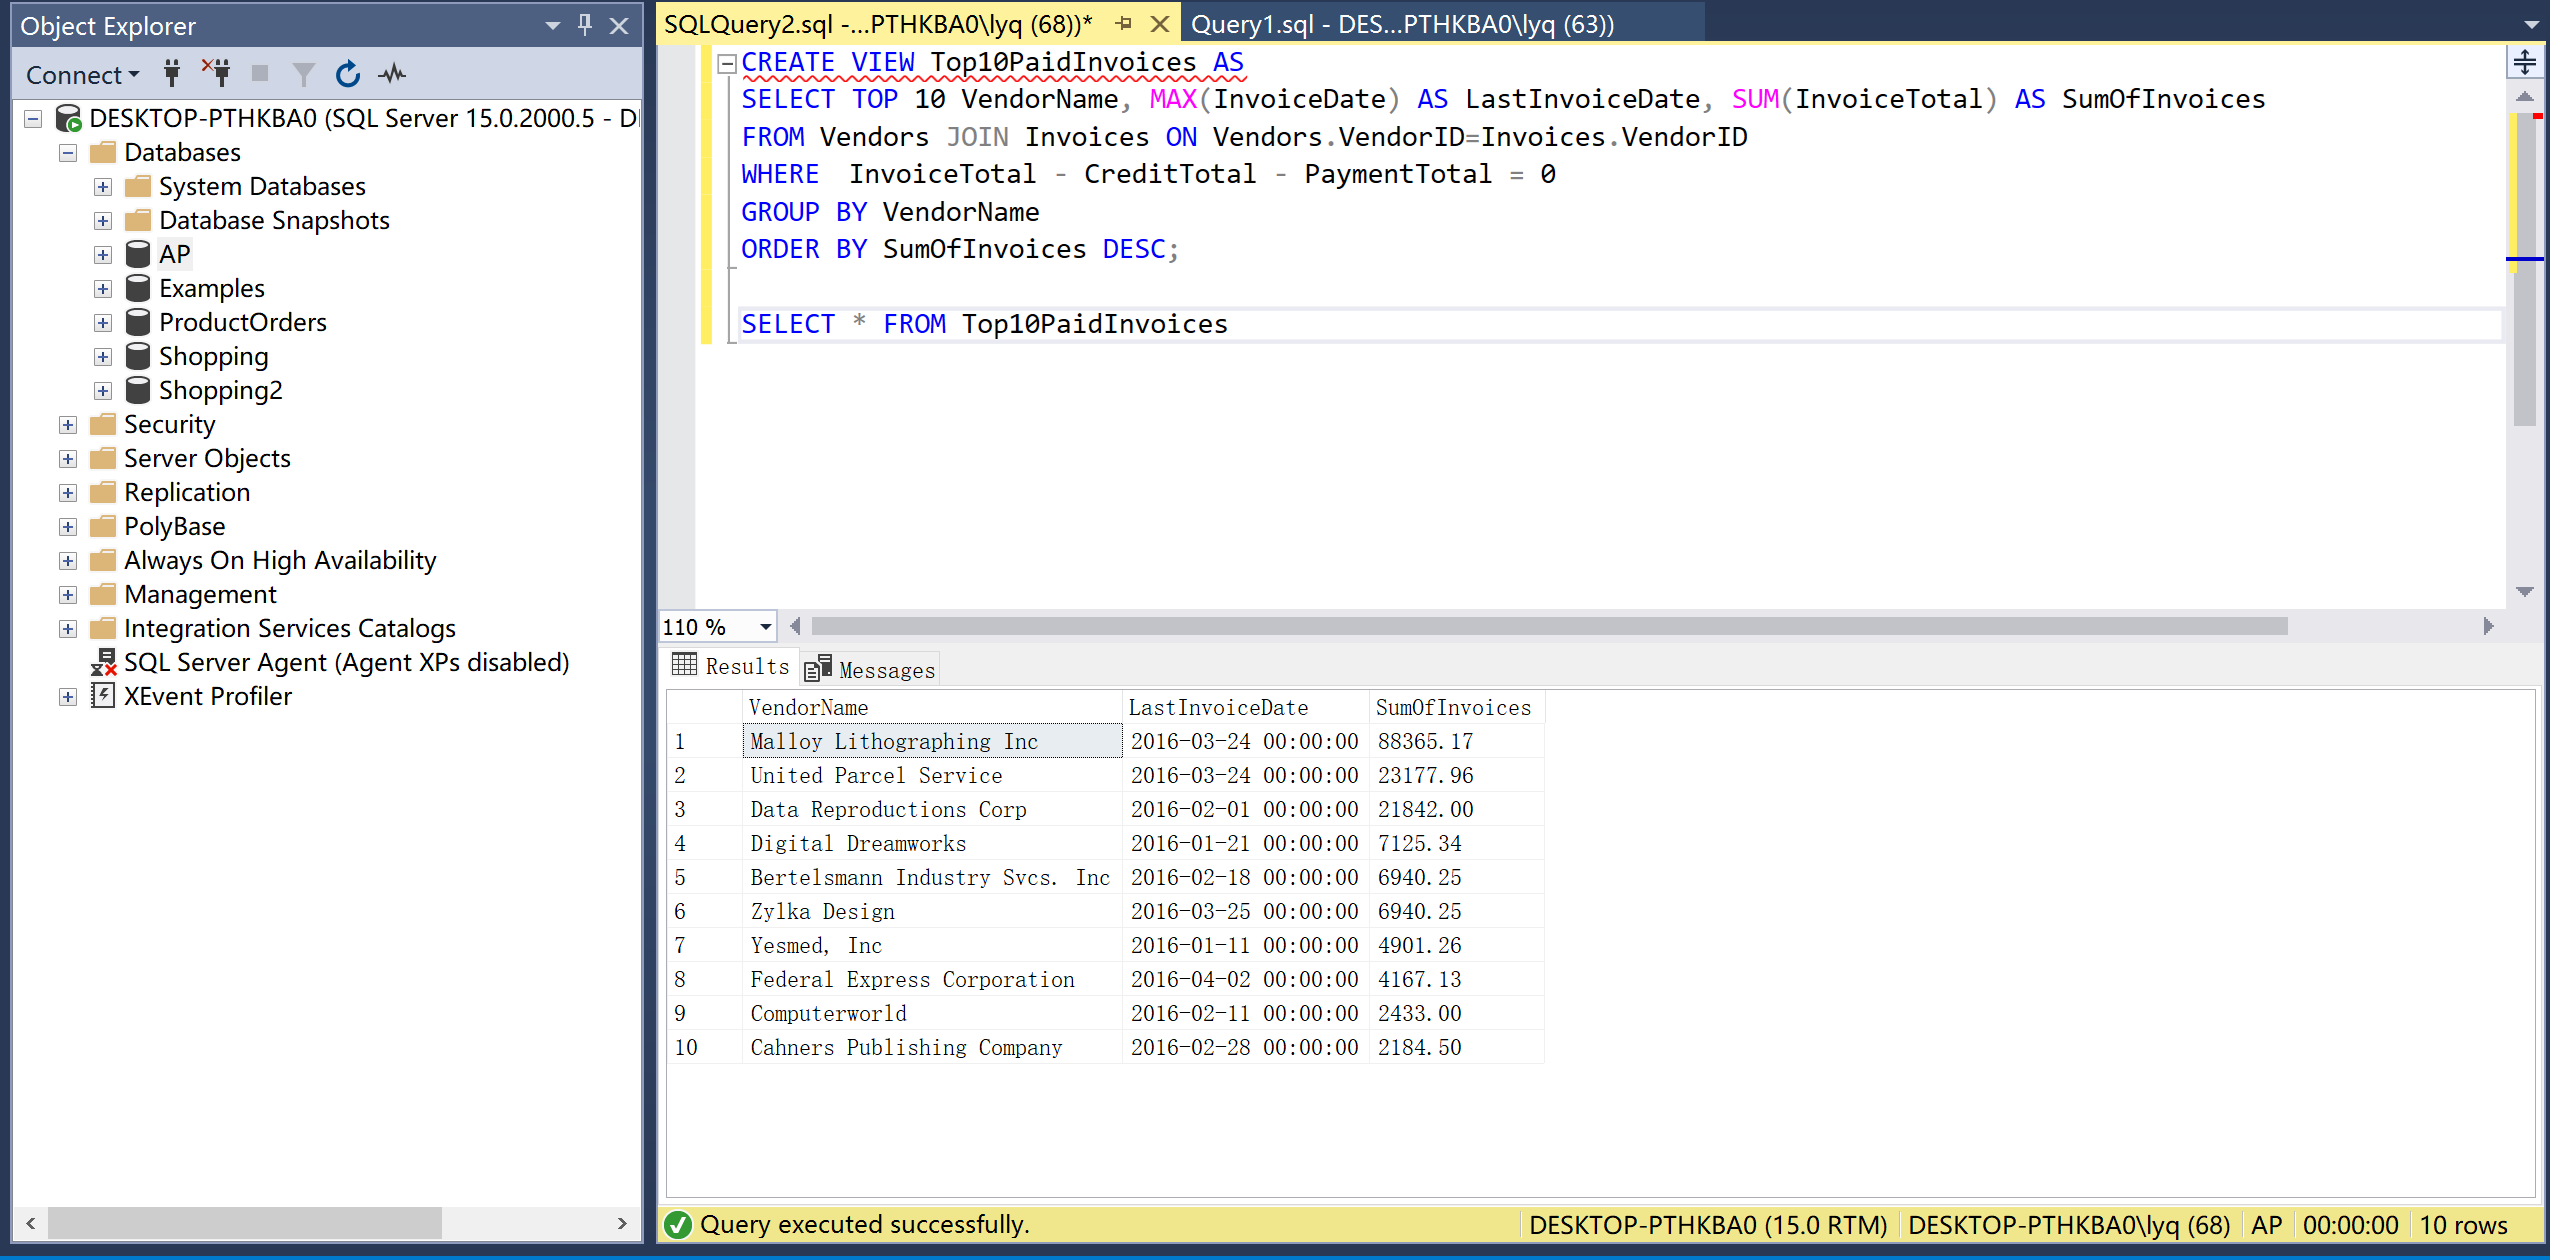 Object Explorer
Connect
DESKTOP-PTHKBA0 (SQL Server 15.0.2000.5 - DI
Databases
System Databases
Database Snapshots
AP
Examples
ProductOrders
Shopping
Shopping2
Security
Server Objects
Replication
PolyBase
Always On High Availability
Management
Integration Services Catalogs
SQL Server Agent (Agent XPs disabled)
XEvent Profiler
SQLQuery2.sql -...PTHKBA0\lyq (68))* Query1.sql - DES...PTHKBA0\lyq (63))
CREATE VIEW Top10PaidInvoices AS
SELECT TOP 10 VendorName, MAX(InvoiceDate) AS LastInvoiceDate, SUM(InvoiceTotal) AS SumOfInvoices
FROM Vendors JOIN Invoices ON Vendors.VendorID=Invoices.VendorID
WHERE  InvoiceTotal - CreditTotal - PaymentTotal = 0
GROUP BY VendorName
ORDER BY SumOfInvoices DESC;
SELECT * FROM Top10PaidInvoices
110 %
Results Messages
VendorName LastInvoiceDate SumOfInvoices
1 Malloy Lithographing Inc 2016-03-24 00:00:00 88365.17
2 United Parcel Service 2016-03-24 00:00:00 23177.96
3 Data Reproductions Corp 2016-02-01 00:00:00 21842.00
4 Digital Dreamworks 2016-01-21 00:00:00 7125.34
5 Bertelsmann Industry Svcs. Inc 2016-02-18 00:00:00 6940.25
6 Zylka Design 2016-03-25 00:00:00 6940.25
7 Yesmed, Inc 2016-01-11 00:00:00 4901.26
8 Federal Express Corporation 2016-04-02 00:00:00 4167.13
9 Computerworld 2016-02-11 00:00:00 2433.00
10 Cahners Publishing Company 2016-02-28 00:00:00 2184.50
Query executed successfully. DESKTOP-PTHKBA0 (15.0 RTM) DESKTOP-PTHKBA0\lyq (68) AP 00:00:00 10 rows